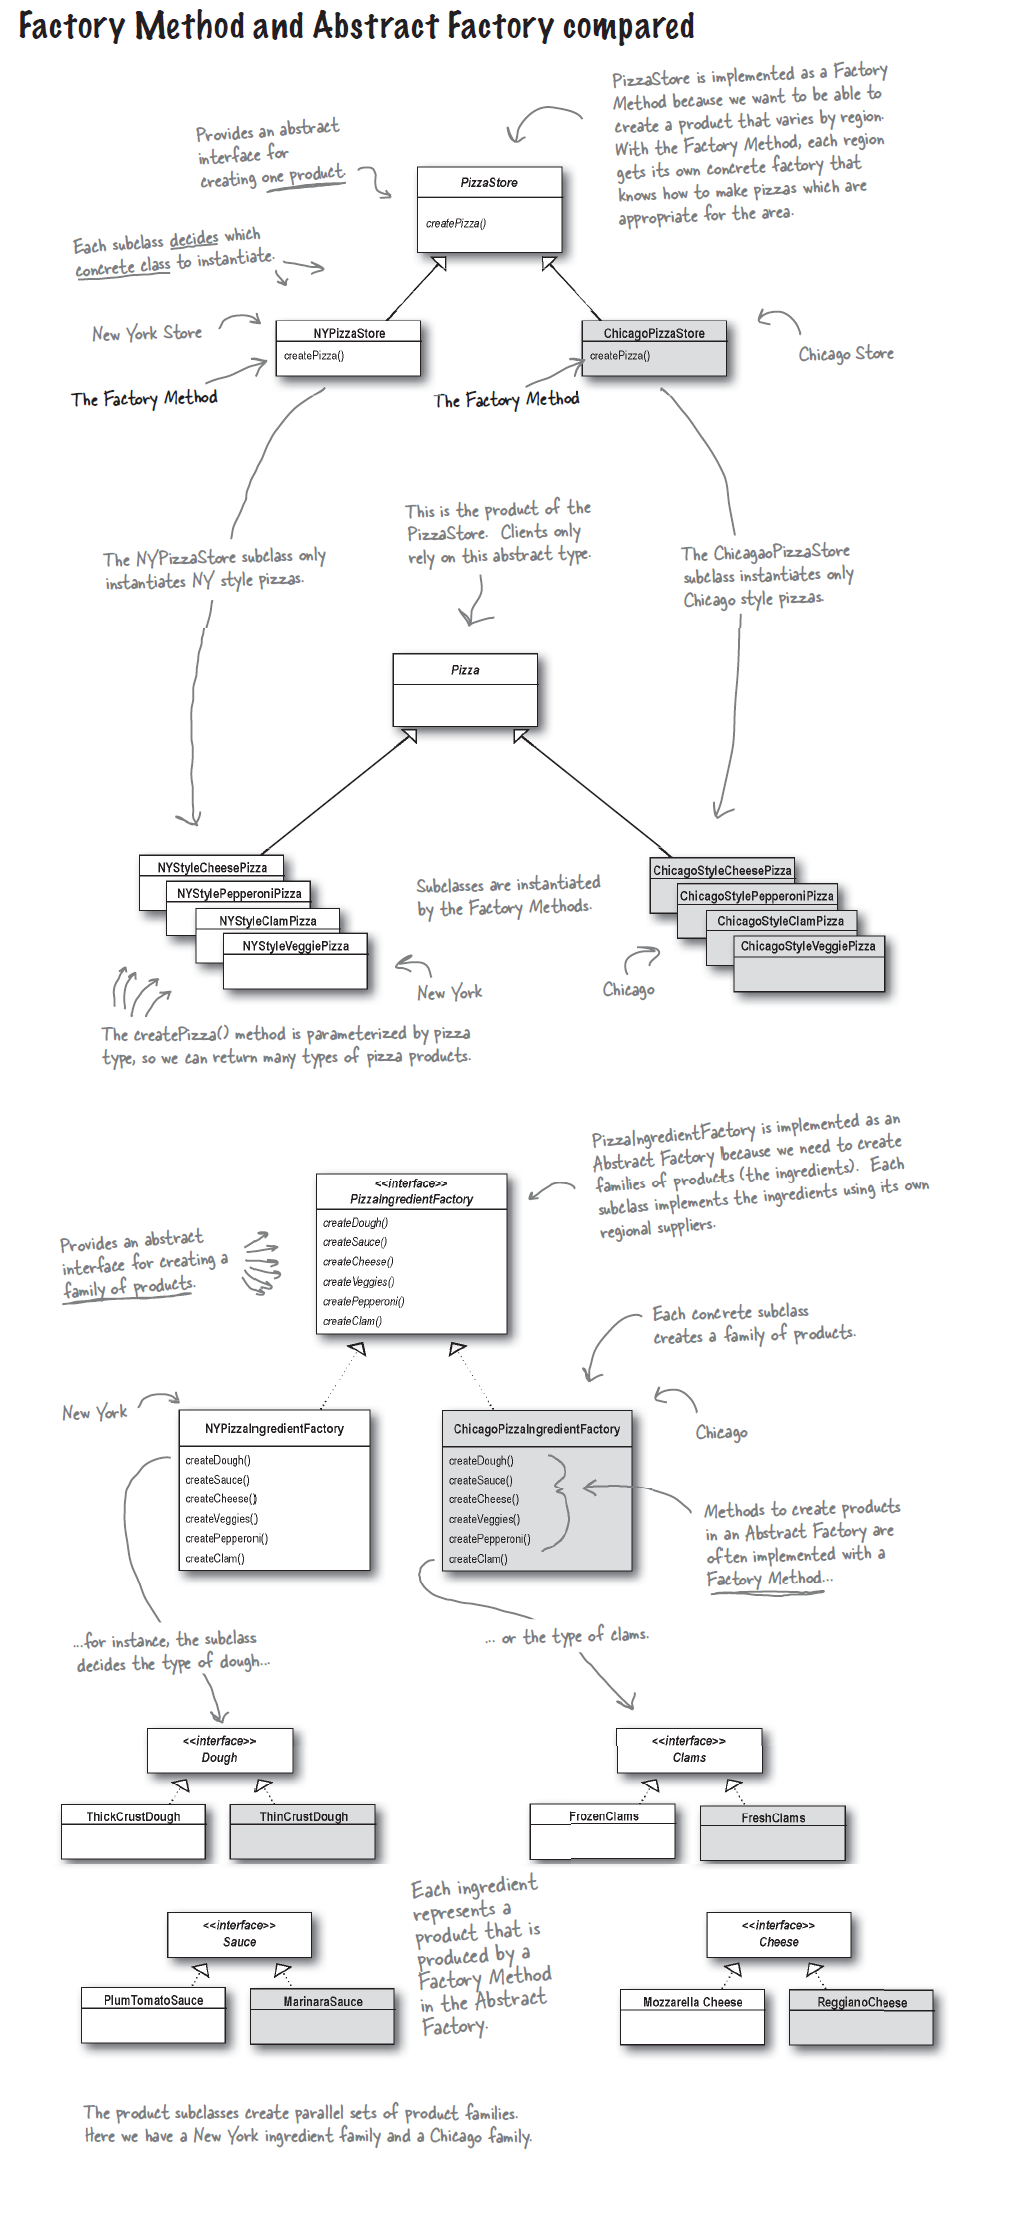 Factory Method and Abstract Factory compared
PizzaStore is implemented as a Factory
Method because we want to be able to
create a product that varies by region.
With the Factory Method, each region
gets its own concrete factory that
knows how to make pizzas which are
appropriate for the area.
Provides an abstract
interface for
creating one product
PizzaStore
createPizza()
Each subclass decides which
concrete class to instantiate.
New York Store
NYPizzaStore
createPizza()
ChicagoPizzaStore
createPizza()
Chicago Store
The Factory Method
The Factory Method
This is the product of the
PizzaStore. Clients only
rely on this abstract type.
The NYPizzaStore subclass only
instantiates NY style pizzas.
The ChicagaoPizzaStore
subclass instantiates only
Chicago style pizzas.
Pizza
NYStyleCheesePizza
NYStylePepperoniPizza
NYStyleClamPizza
NYStyleVeggiePizza
Subclasses are instantiated
by the Factory Methods.
ChicagoStyleCheesePizza
ChicagoStylePepperoniPizza
ChicagoStyleClamPizza
ChicagoStyleVeggiePizza
New York
Chicago
The createPizza() method is parameterized by pizza
type, so we can return many types of pizza products.
PizzaIngredientFactory is implemented as an
Abstract Factory because we need to create
families of products (the ingredients). Each
subclass implements the ingredients using its own
regional suppliers.
<<interface>>
PizzaIngredientFactory
createDough()
createSauce()
createCheese()
createVeggies()
createPepperoni()
createClam()
Provides an abstract
interface for creating a
family of products.
Each concrete subclass
creates a family of products.
New York
Chicago
NYPizzaIngredientFactory
createDough()
createSauce()
createCheese()
createVeggies()
createPepperoni()
createClam()
ChicagoPizzaIngredientFactory
createDough()
createSauce()
createCheese()
createVeggies()
createPepperoni()
createClam()
Methods to create products
in an Abstract Factory are
often implemented with a
Factory Method...
...for instance, the subclass
decides the type of dough...
... or the type of clams.
<<interface>>
Dough
ThickCrustDough
ThinCrustDough
<<interface>>
Clams
FrozenClams
FreshClams
Each ingredient
represents a
product that is
produced by a
Factory Method
in the Abstract
Factory.
<<interface>>
Sauce
PlumTomatoSauce
MarinaraSauce
<<interface>>
Cheese
Mozzarella Cheese
ReggianoCheese
The product subclasses create parallel sets of product families.
Here we have a New York ingredient family and a Chicago family.